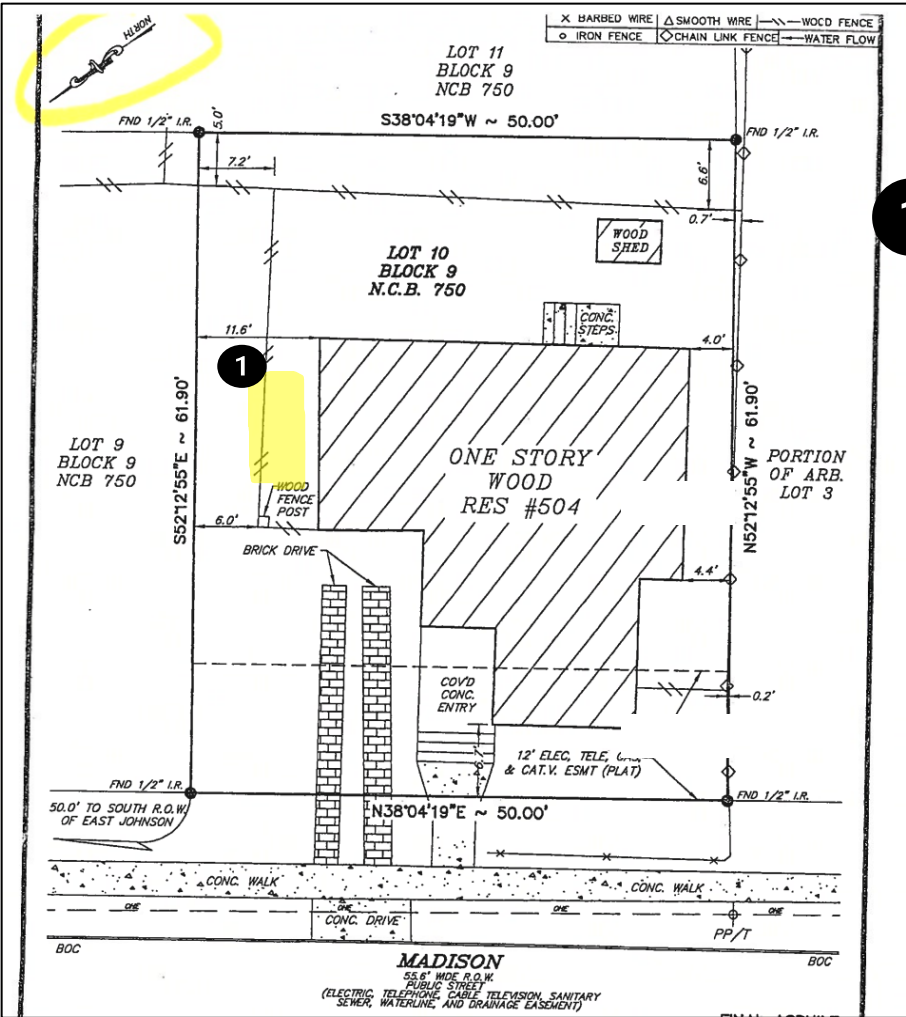 X BARBED WIRE
SMOOTH WIRE
WOOD FENCE
IRON FENCE
CHAIN LINK FENCE
WATER FLOW
NORTH
LOT 11
BLOCK 9
NCB 750
S38°04'19"W ~ 50.00'
FND 1/2" I.R.
FND 1/2" I.R.
5.0'
7.2'
6.6'
0.7'
WOOD
SHED
LOT 10
BLOCK 9
N.C.B. 750
CONC.
STEPS
11.6'
4.0'
1
1
S52°12'55"E ~ 61.90'
N52°12'55"W ~ 61.90'
LOT 9
BLOCK 9
NCB 750
ONE STORY
WOOD
RES #504
PORTION
OF ARB.
LOT 3
WOOD
FENCE
POST
6.0'
BRICK DRIVE
4.4'
COV'D
CONC.
ENTRY
0.2'
6.7'
12' ELEC, TELE,
& CAT.V. ESMT (PLAT)
FND 1/2" I.R.
FND 1/2" I.R.
50.0' TO SOUTH R.O.W.
OF EAST JOHNSON
N38°04'19"E ~ 50.00'
CONC. WALK
CONC. WALK
OHE
OHE
OHE
CONC. DRIVE
PP/T
BOC
BOC
MADISON
55.6' WIDE R.O.W.
PUBLIC STREET
(ELECTRIC, TELEPHONE, CABLE TELEVISION, SANITARY
SEWER, WATERLINE, AND DRAINAGE EASEMENT)